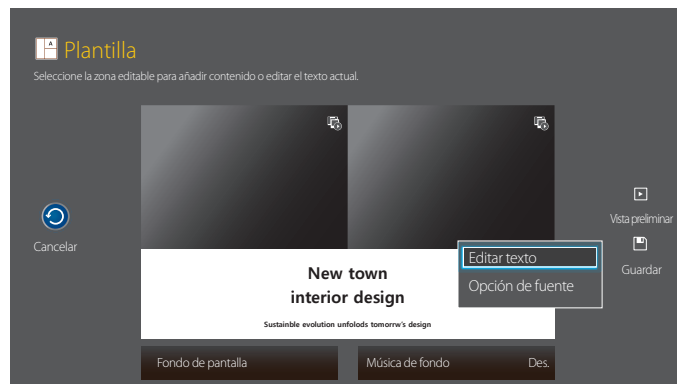 A
Plantilla
Seleccione la zona editable para añadir contenido o editar el texto actual.
Cancelar
Vista preliminar
Guardar
Editar texto
Opción de fuente
New town
interior design
Sustainble evolution unfolods tomorrw's design
Fondo de pantalla
Música de fondo Des.